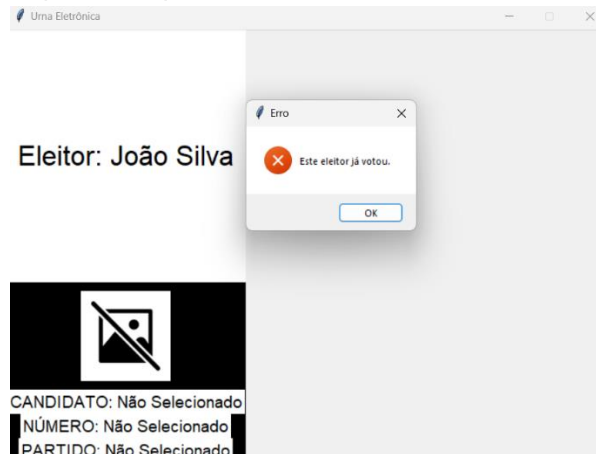 Urna Eletrônica
Erro
Este eleitor já votou.
OK
Eleitor: João Silva
CANDIDATO: Não Selecionado
NÚMERO: Não Selecionado
PARTIDO: Não Selecionado